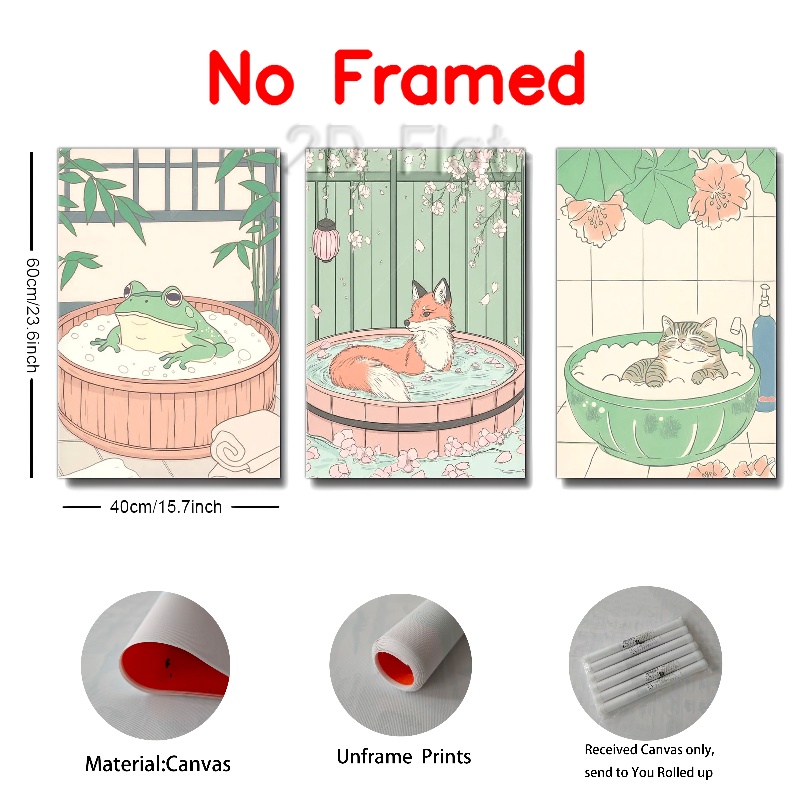 No Framed
2D Flat
60cm/23.6inch
40cm/15.7inch
Material:Canvas
Unframe Prints
Received Canvas only,
send to You Rolled up